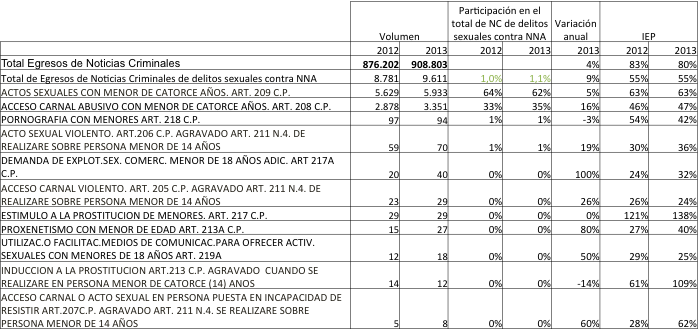 Participación en el
total de NC de delitos Variación
Volumen sexuales contra NNA anual IEP
2012 2013 2012 2013 2012 2013
Total Egresos de Noticias Criminales 876.202 908.803 4% 83% 80%
Total de Egresos de Noticias Criminales de delitos sexuales contra NNA 8.781 9.611 1,0% 1,1% 9% 55% 55%
ACTOS SEXUALES CON MENOR DE CATORCE AÑOS. ART. 209 C.P. 5.629 5.933 64% 62% 5% 63% 63%
ACCESO CARNAL ABUSIVO CON MENOR DE CATORCE AÑOS. ART. 208 C.P. 2.878 3.351 33% 35% 16% 46% 47%
PORNOGRAFIA CON MENORES ART. 218 C.P. 97 94 1% 1% -3% 54% 42%
ACTO SEXUAL VIOLENTO. ART.206 C.P. AGRAVADO ART. 211 N.4. DE
REALIZARE SOBRE PERSONA MENOR DE 14 AÑOS 59 70 1% 1% 19% 30% 36%
DEMANDA DE EXPLOT.SEX. COMERC. MENOR DE 18 AÑOS ADIC. ART 217A
C.P. 20 40 0% 0% 100% 24% 32%
ACCESO CARNAL VIOLENTO. ART. 205 C.P. AGRAVADO ART. 211 N.4. DE
REALIZARE SOBRE PERSONA MENOR DE 14 AÑOS 23 29 0% 0% 26% 26% 24%
ESTIMULO A LA PROSTITUCION DE MENORES. ART. 217 C.P. 29 29 0% 0% 0% 121% 138%
PROXENETISMO CON MENOR DE EDAD ART. 213A C.P. 15 27 0% 0% 80% 27% 40%
UTILIZAC.O FACILITAC.MEDIOS DE COMUNICAC.PARA OFRECER ACTIV.
SEXUALES CON MENORES DE 18 AÑOS ART. 219A 12 18 0% 0% 50% 29% 25%
INDUCCION A LA PROSTITUCION ART.213 C.P. AGRAVADO CUANDO SE
REALIZARE EN PERSONA MENOR DE CATORCE (14) ANOS 14 12 0% 0% -14% 61% 109%
ACCESO CARNAL O ACTO SEXUAL EN PERSONA PUESTA EN INCAPACIDAD DE
RESISTIR ART.207C.P. AGRAVADO ART. 211 N.4. SE REALIZARE SOBRE
PERSONA MENOR DE 14 AÑOS 5 8 0% 0% 60% 28% 62%